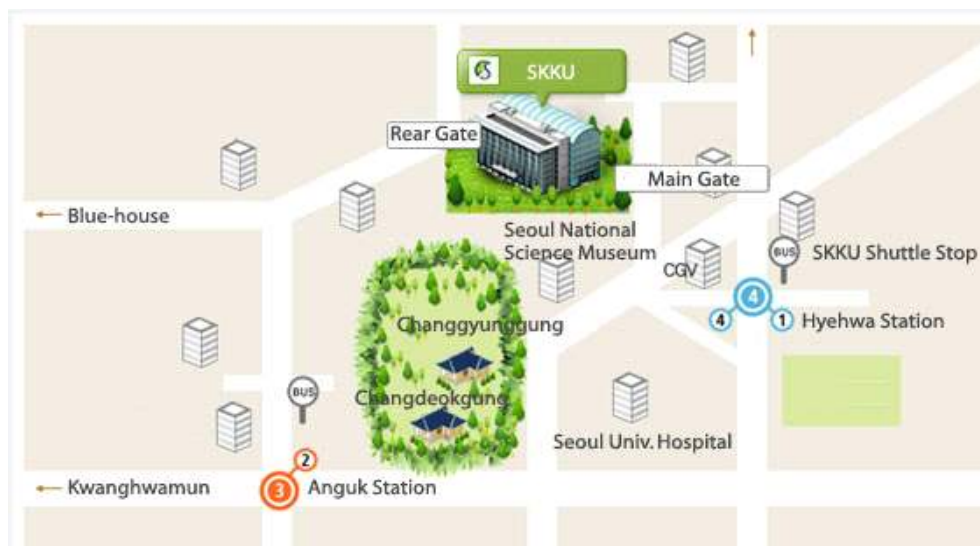 SKKU
Rear Gate
Main Gate
Blue-house
Seoul National
Science Museum
BUS
SKKU Shuttle Stop
CGV
4
4
1
Hyehwa Station
Changgyunggung
BUS
Changdeokgung
Seoul Univ. Hospital
2
Kwanghwamun
3
Anguk Station